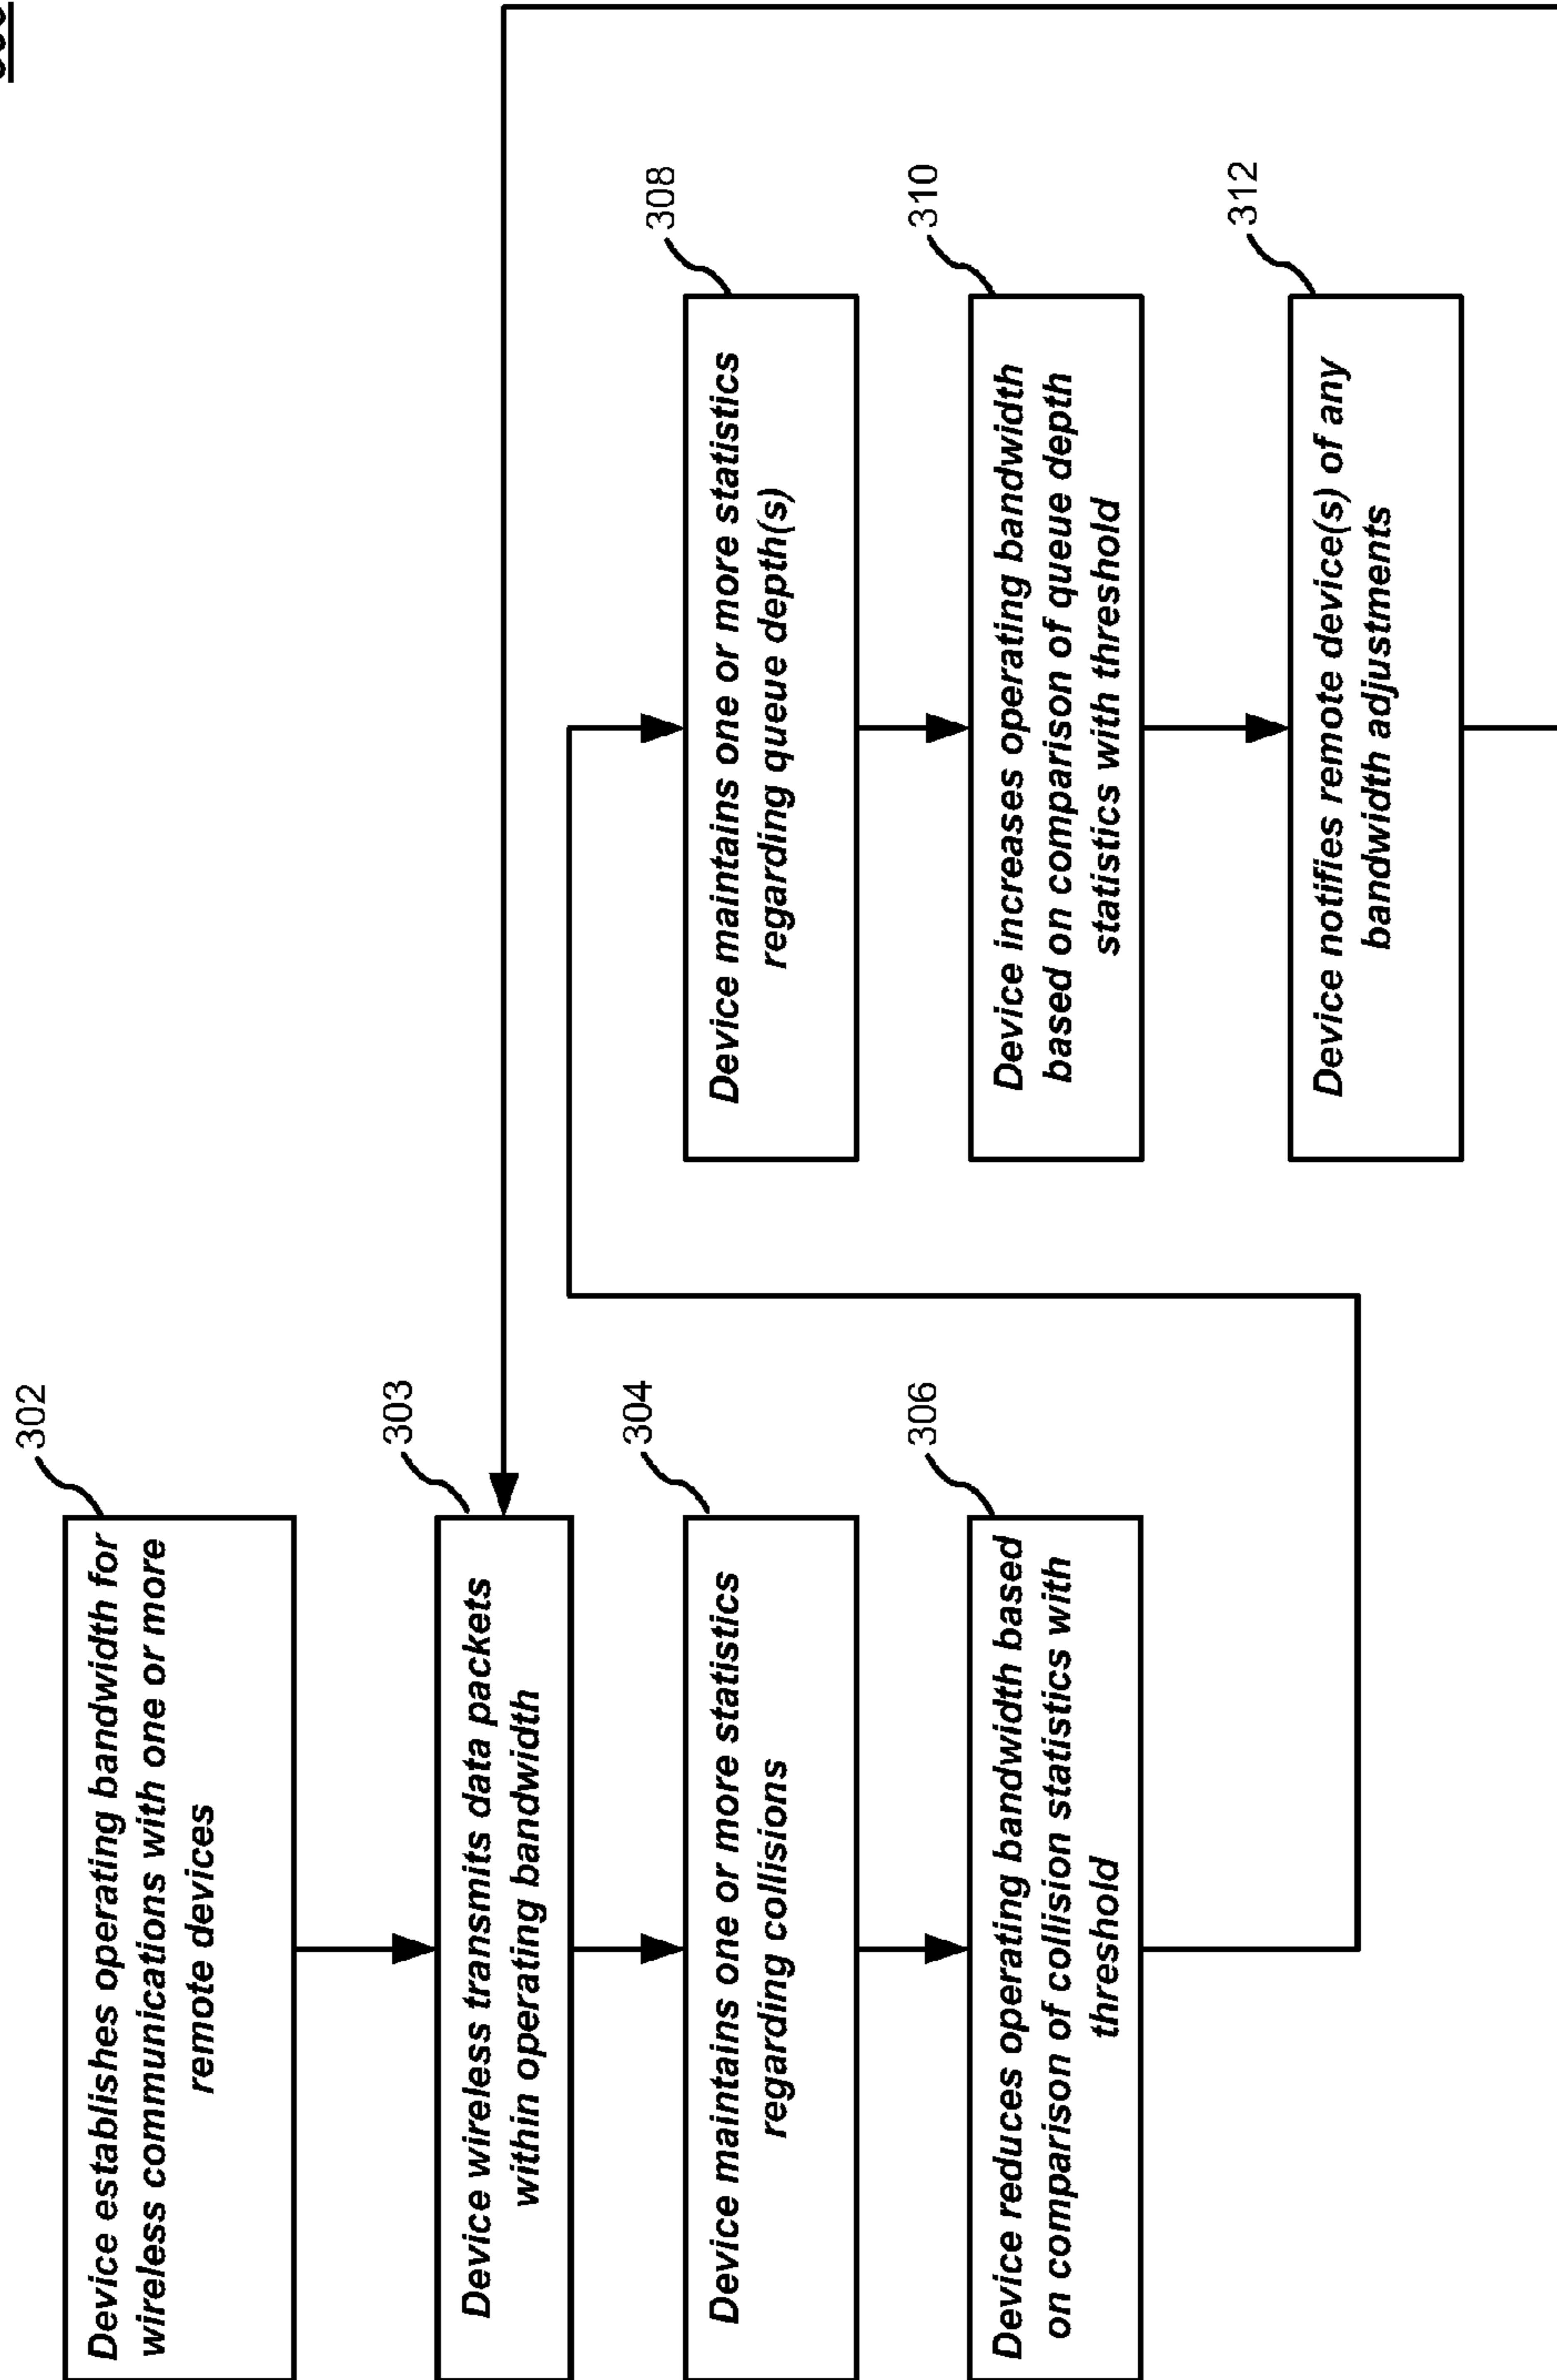 302
Device establishes operating bandwidth for
wireless communications with one or more
remote devices
303
Device wireless transmits data packets
within operating bandwidth
304
Device maintains one or more statistics
regarding collisions
306
Device reduces operating bandwidth based
on comparison of collision statistics with
threshold
308
Device maintains one or more statistics
regarding queue depth(s)
310
Device increases operating bandwidth
based on comparison of queue depth
statistics with threshold
312
Device notifies remote device(s) of any
bandwidth adjustments